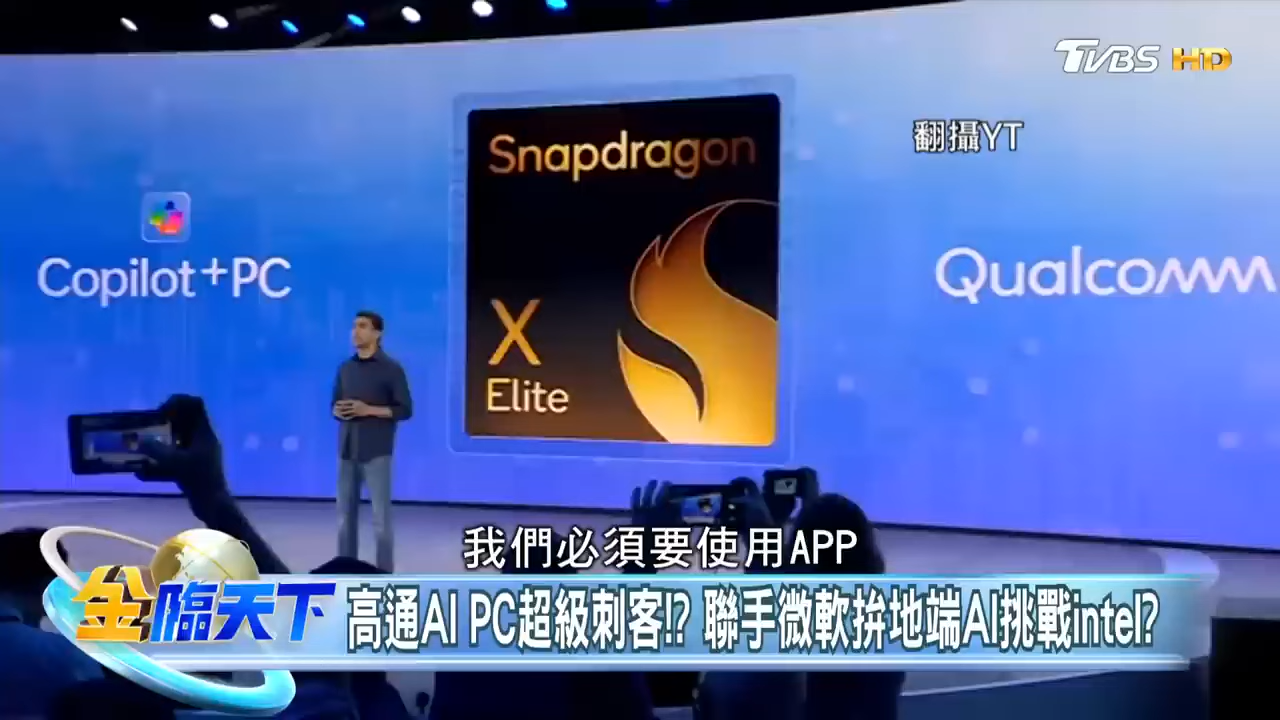 TVBS HD
翻攝YT
Snapdragon
Copilot+PC
Qualcomm
X
Elite
我們必須要使用APP
金臨天下
高通AI PC超級刺客!? 聯手微軟拚地端AI挑戰intel?